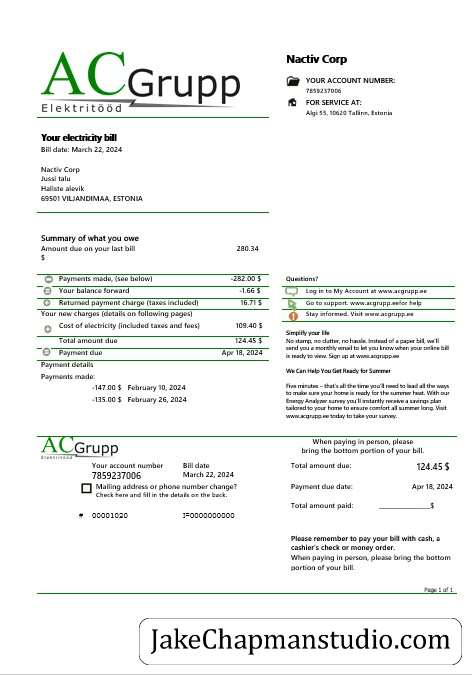 ACGrupp
Elektritööd
Nactiv Corp
YOUR ACCOUNT NUMBER:
7859237006
FOR SERVICE AT:
Algi 55, 10620 Tallinn, Estonia
Your electricity bill
Bill date: March 22, 2024
Nactiv Corp
Jussi talu
Haliste alevik
69501 VILJANDIMAA, ESTONIA
Summary of what you owe
Amount due on your last bill 280.34
$
Payments made, (see below) -282.00 $
Your balance forward -1.66 $
Returned payment charge (taxes included) 16.71 $
Your new charges (details on following pages)
Cost of electricity (included taxes and fees) 109.40 $
Total amount due 124.45 $
Payment due Apr 18, 2024
Payment details
Payments made:
-147.00 $ February 10, 2024
-135.00 $ February 26, 2024
Questions?
Log in to My Account at www.acgrupp.ee
Go to support. www.acgrupp.eefor help
Stay informed. Visit www.acgrupp.ee
Simplify your life
No stamp, no clutter, no hassle. Instead of a paper bill, we'll
send you a monthly email to let you know when your online bill
is ready to view. Sign up at www.acgrupp.ee
We Can Help You Get Ready for Summer
Five minutes – that's all the time you'll need to lead all the ways
to make sure your home is ready for the summer heat. With our
Energy Analyzer survey you'll instantly receive a savings plan
tailored to your home to ensure comfort all summer long. Visit
www.acgrupp.ee today to take your survey.
ACGrupp
Elektritööd
Your account number Bill date
7859237006 March 22, 2024
Mailing address or phone number change?
Check here and fill in the details on the back.
# 00001020 3F0000000000
When paying in person, please
bring the bottom portion of your bill.
Total amount due: 124.45 $
Payment due date: Apr 18, 2024
Total amount paid: ______________$
Please remember to pay your bill with cash, a
cashier's check or money order.
When paying in person, please bring the bottom
portion of your bill.
Page 1 of 1
JakeChapmanstudio.com